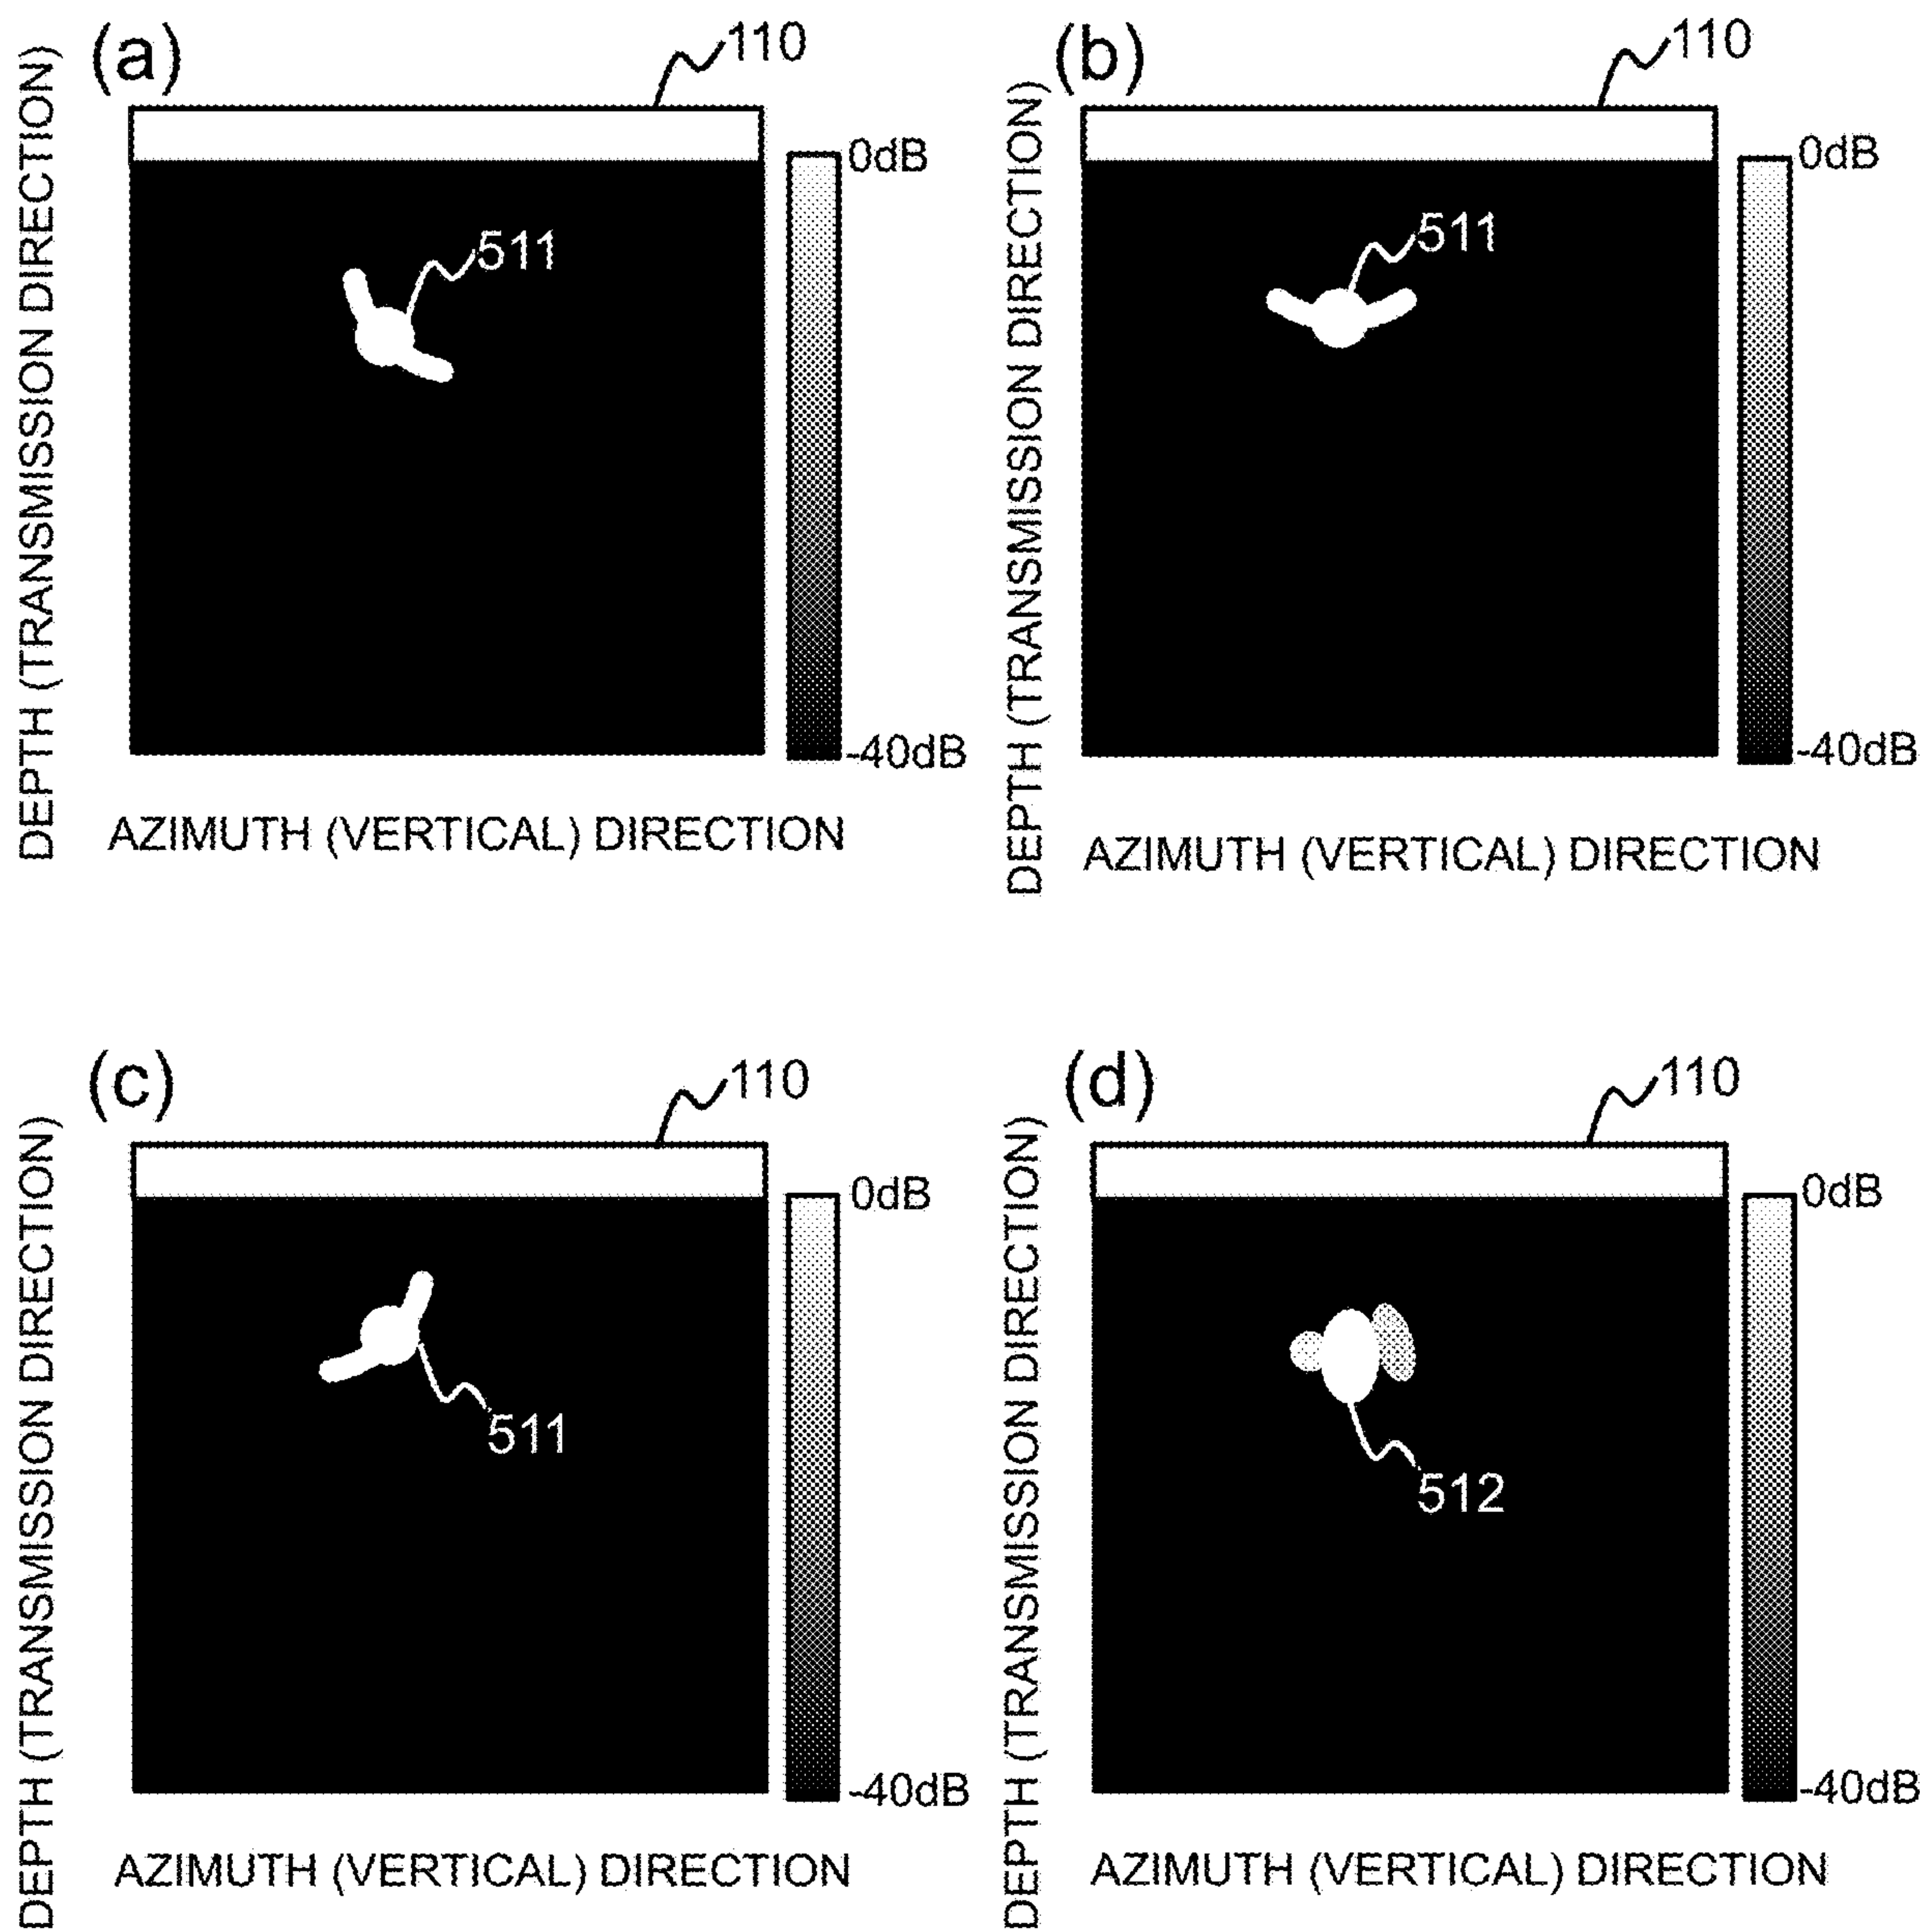 (a)
110
DEPTH (TRANSMISSION DIRECTION)
0dB
511
-40dB
AZIMUTH (VERTICAL) DIRECTION
(b)
110
DEPTH (TRANSMISSION DIRECTION)
0dB
511
-40dB
AZIMUTH (VERTICAL) DIRECTION
(c)
110
DEPTH (TRANSMISSION DIRECTION)
0dB
511
-40dB
AZIMUTH (VERTICAL) DIRECTION
(d)
110
DEPTH (TRANSMISSION DIRECTION)
0dB
512
-40dB
AZIMUTH (VERTICAL) DIRECTION